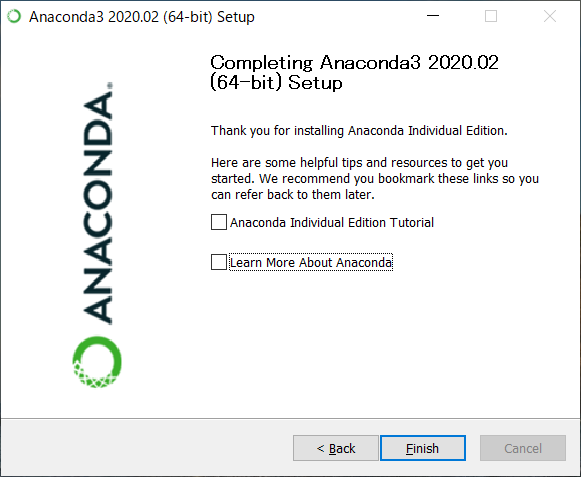 Anaconda3 2020.02 (64-bit) Setup
Completing Anaconda3 2020.02
(64-bit) Setup
Thank you for installing Anaconda Individual Edition.
Here are some helpful tips and resources to get you
started. We recommend you bookmark these links so you
can refer back to them later.
Anaconda Individual Edition Tutorial
Learn More About Anaconda
ANACONDA.
< Back
Finish
Cancel